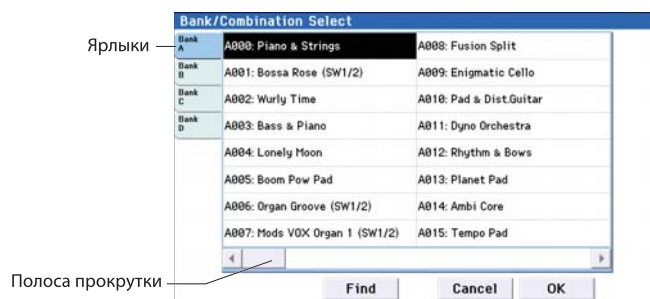 Bank/Combination Select
Ярлыки
Bank A
Bank B
Bank C
Bank D
A000: Piano & Strings
A001: Bossa Rose (SW1/2)
A002: Wurly Time
A003: Bass & Piano
A004: Lonely Moon
A005: Boom Pow Pad
A006: Organ Groove (SW1/2)
A007: Mods VOX Organ 1 (SW1/2)
A008: Fusion Split
A009: Enigmatic Cello
A010: Pad & Dist.Guitar
A011: Dyno Orchestra
A012: Rhythm & Bows
A013: Planet Pad
A014: Ambi Core
A015: Tempo Pad
Полоса прокрутки
Find Cancel OK